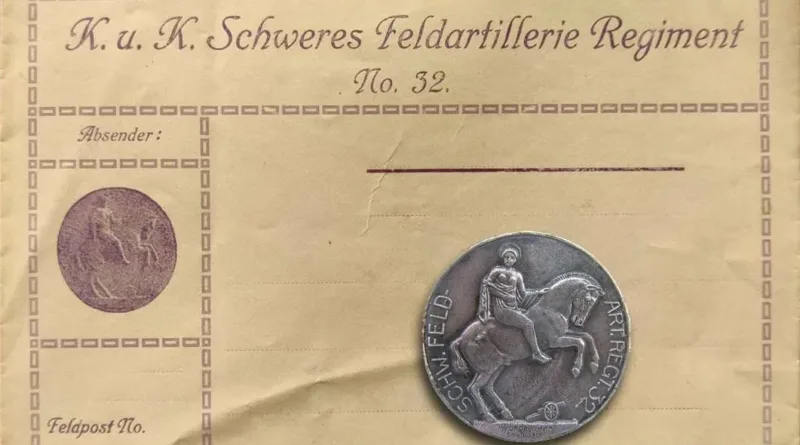 K. u. K. Schweres Feldartillerie Regiment
No. 32.
Absender:
SCHW. FELD-
ART. REGT. 32
Feldpost No.